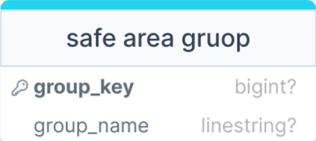 safe area gruop
group_key bigint?
group_name linestring?